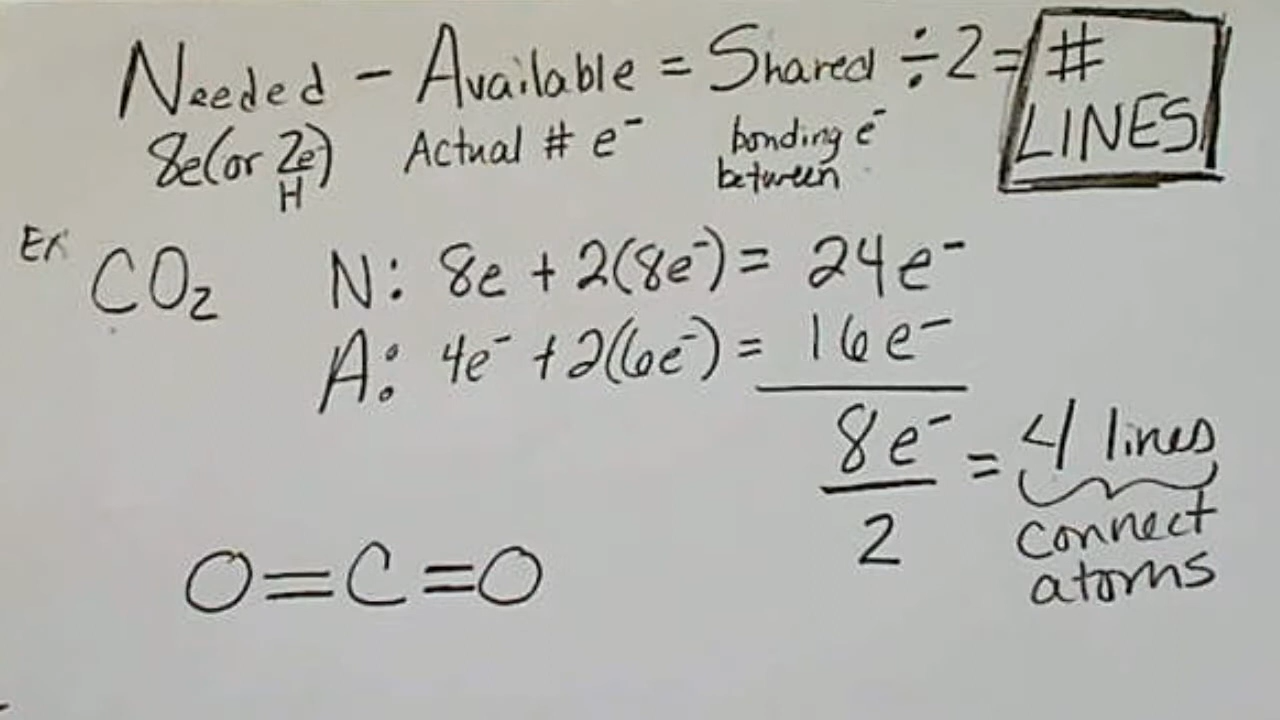 Needed - Available = Shared ÷ 2 = # LINES
8e(or 2e) Actual # e⁻ bonding e⁻
H between
Ex CO₂ N: 8e + 2(8e⁻) = 24e⁻
A: 4e⁻ + 2(6e⁻) = 16e⁻
8e⁻ = 4 lines
2 connect
atoms
O=C=O